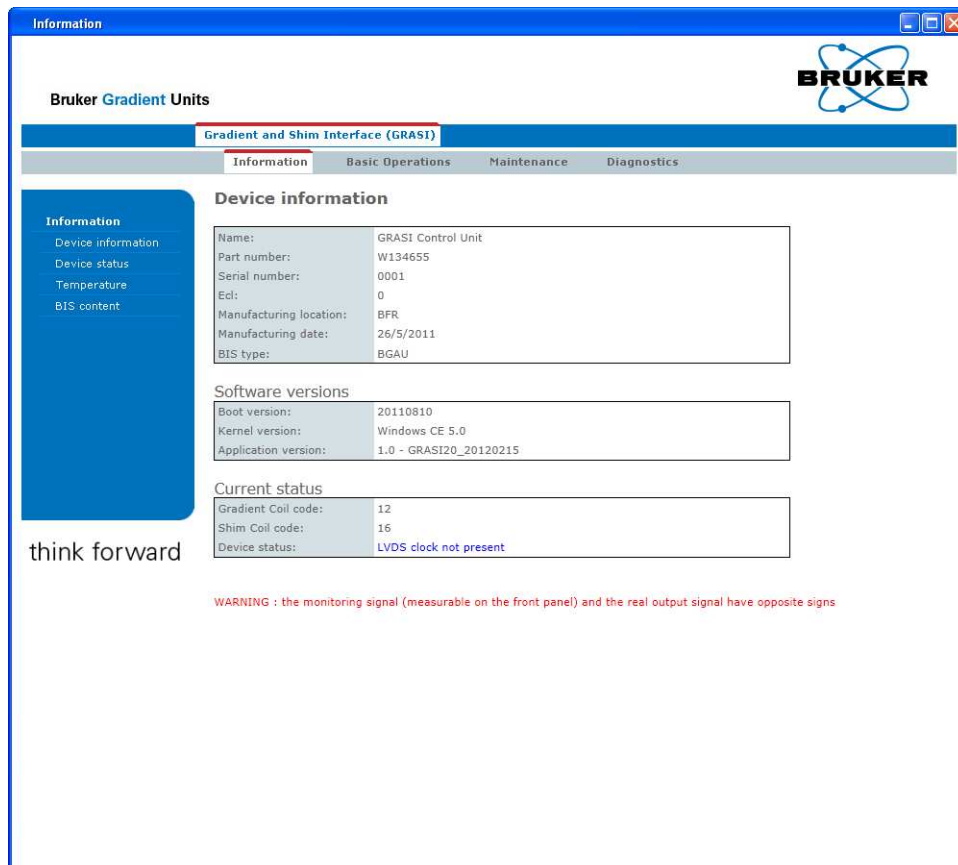 Information
BRUKER
Bruker Gradient Units
Gradient and Shim Interface (GRASI)
Information Basic Operations Maintenance Diagnostics
Information
Device information
Device status
Temperature
BIS content
think forward
Device information
Name: GRASI Control Unit
Part number: W134655
Serial number: 0001
Ecl: 0
Manufacturing location: BFR
Manufacturing date: 26/5/2011
BIS type: BGAU
Software versions
Boot version: 20110810
Kernel version: Windows CE 5.0
Application version: 1.0 - GRASI20_20120215
Current status
Gradient Coil code: 12
Shim Coil code: 16
Device status: LVDS clock not present
WARNING : the monitoring signal (measurable on the front panel) and the real output signal have opposite signs